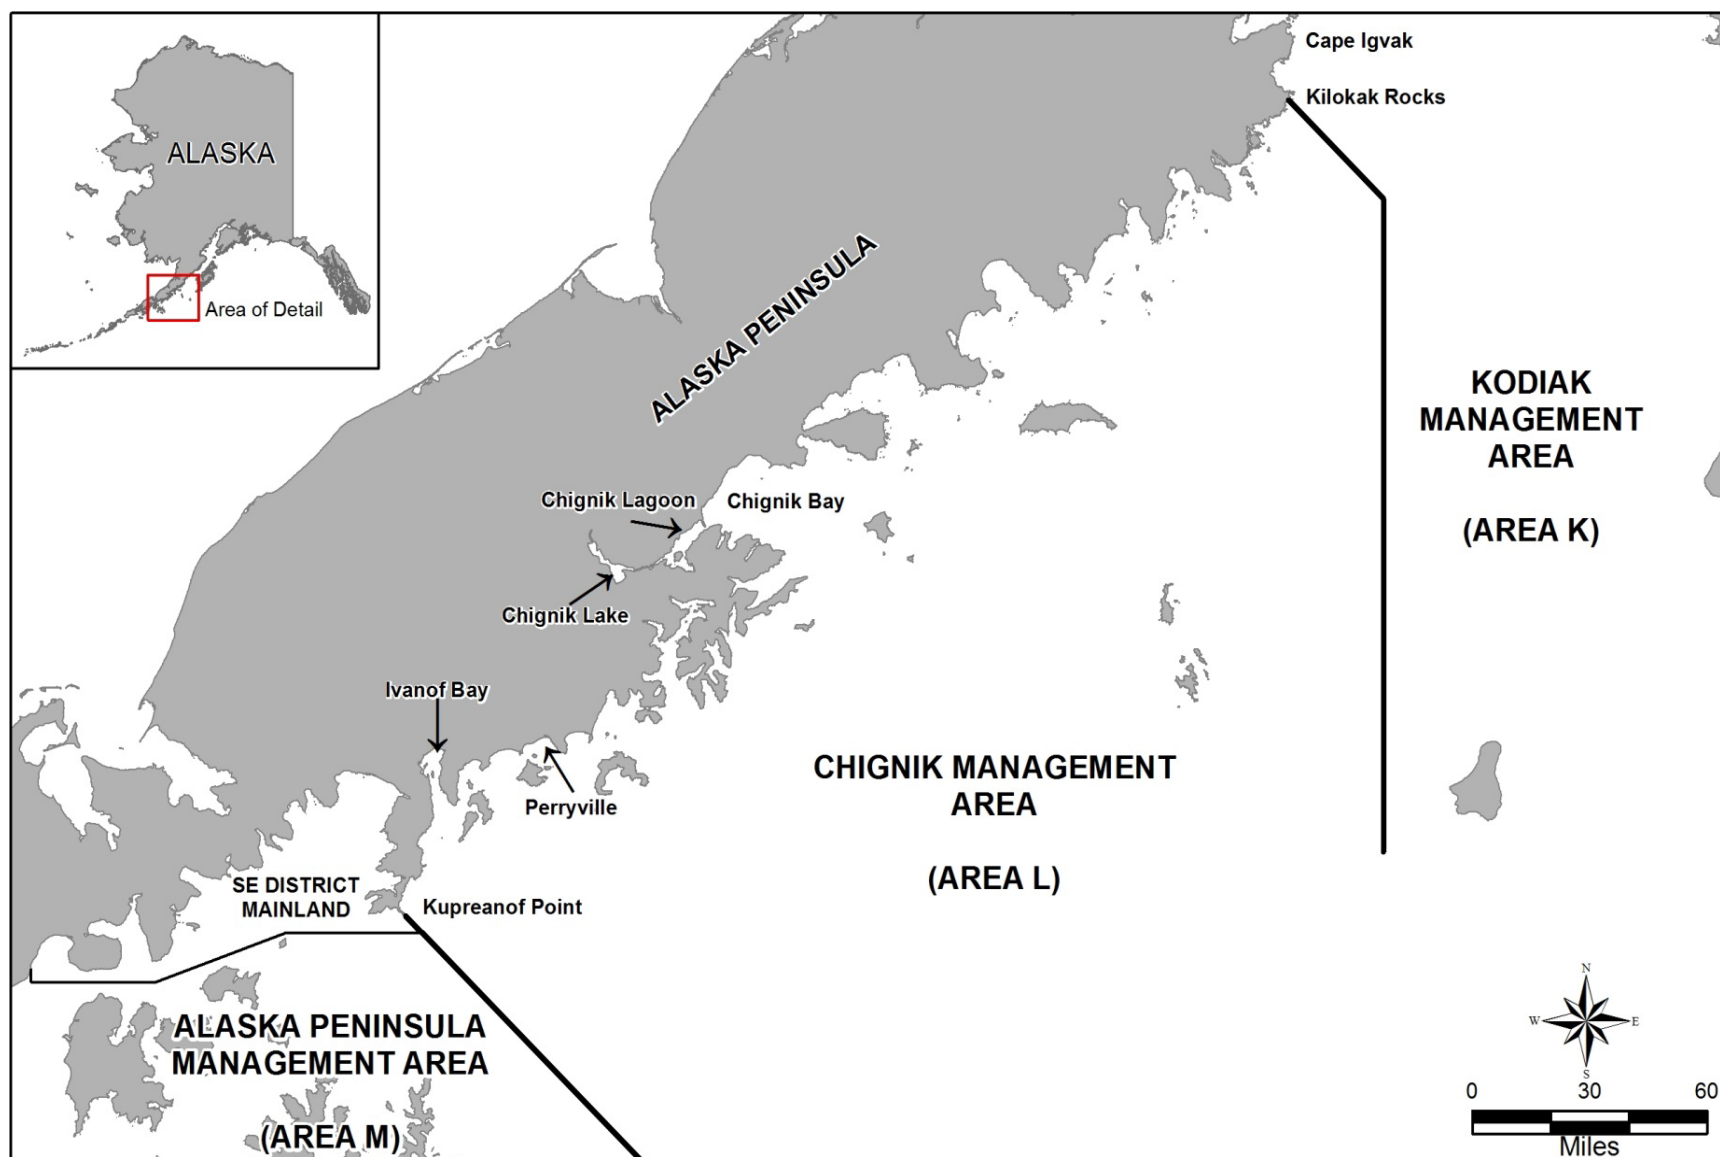 ALASKA
Area of Detail
Cape Igvak
Kilokak Rocks
ALASKA PENINSULA
KODIAK
MANAGEMENT
AREA
(AREA K)
Chignik Lagoon
Chignik Bay
Chignik Lake
Ivanof Bay
Perryville
CHIGNIK MANAGEMENT
AREA
(AREA L)
SE DISTRICT
MAINLAND
Kupreanof Point
ALASKA PENINSULA
MANAGEMENT AREA
(AREA M)
N
W E
S
0 30 60
Miles